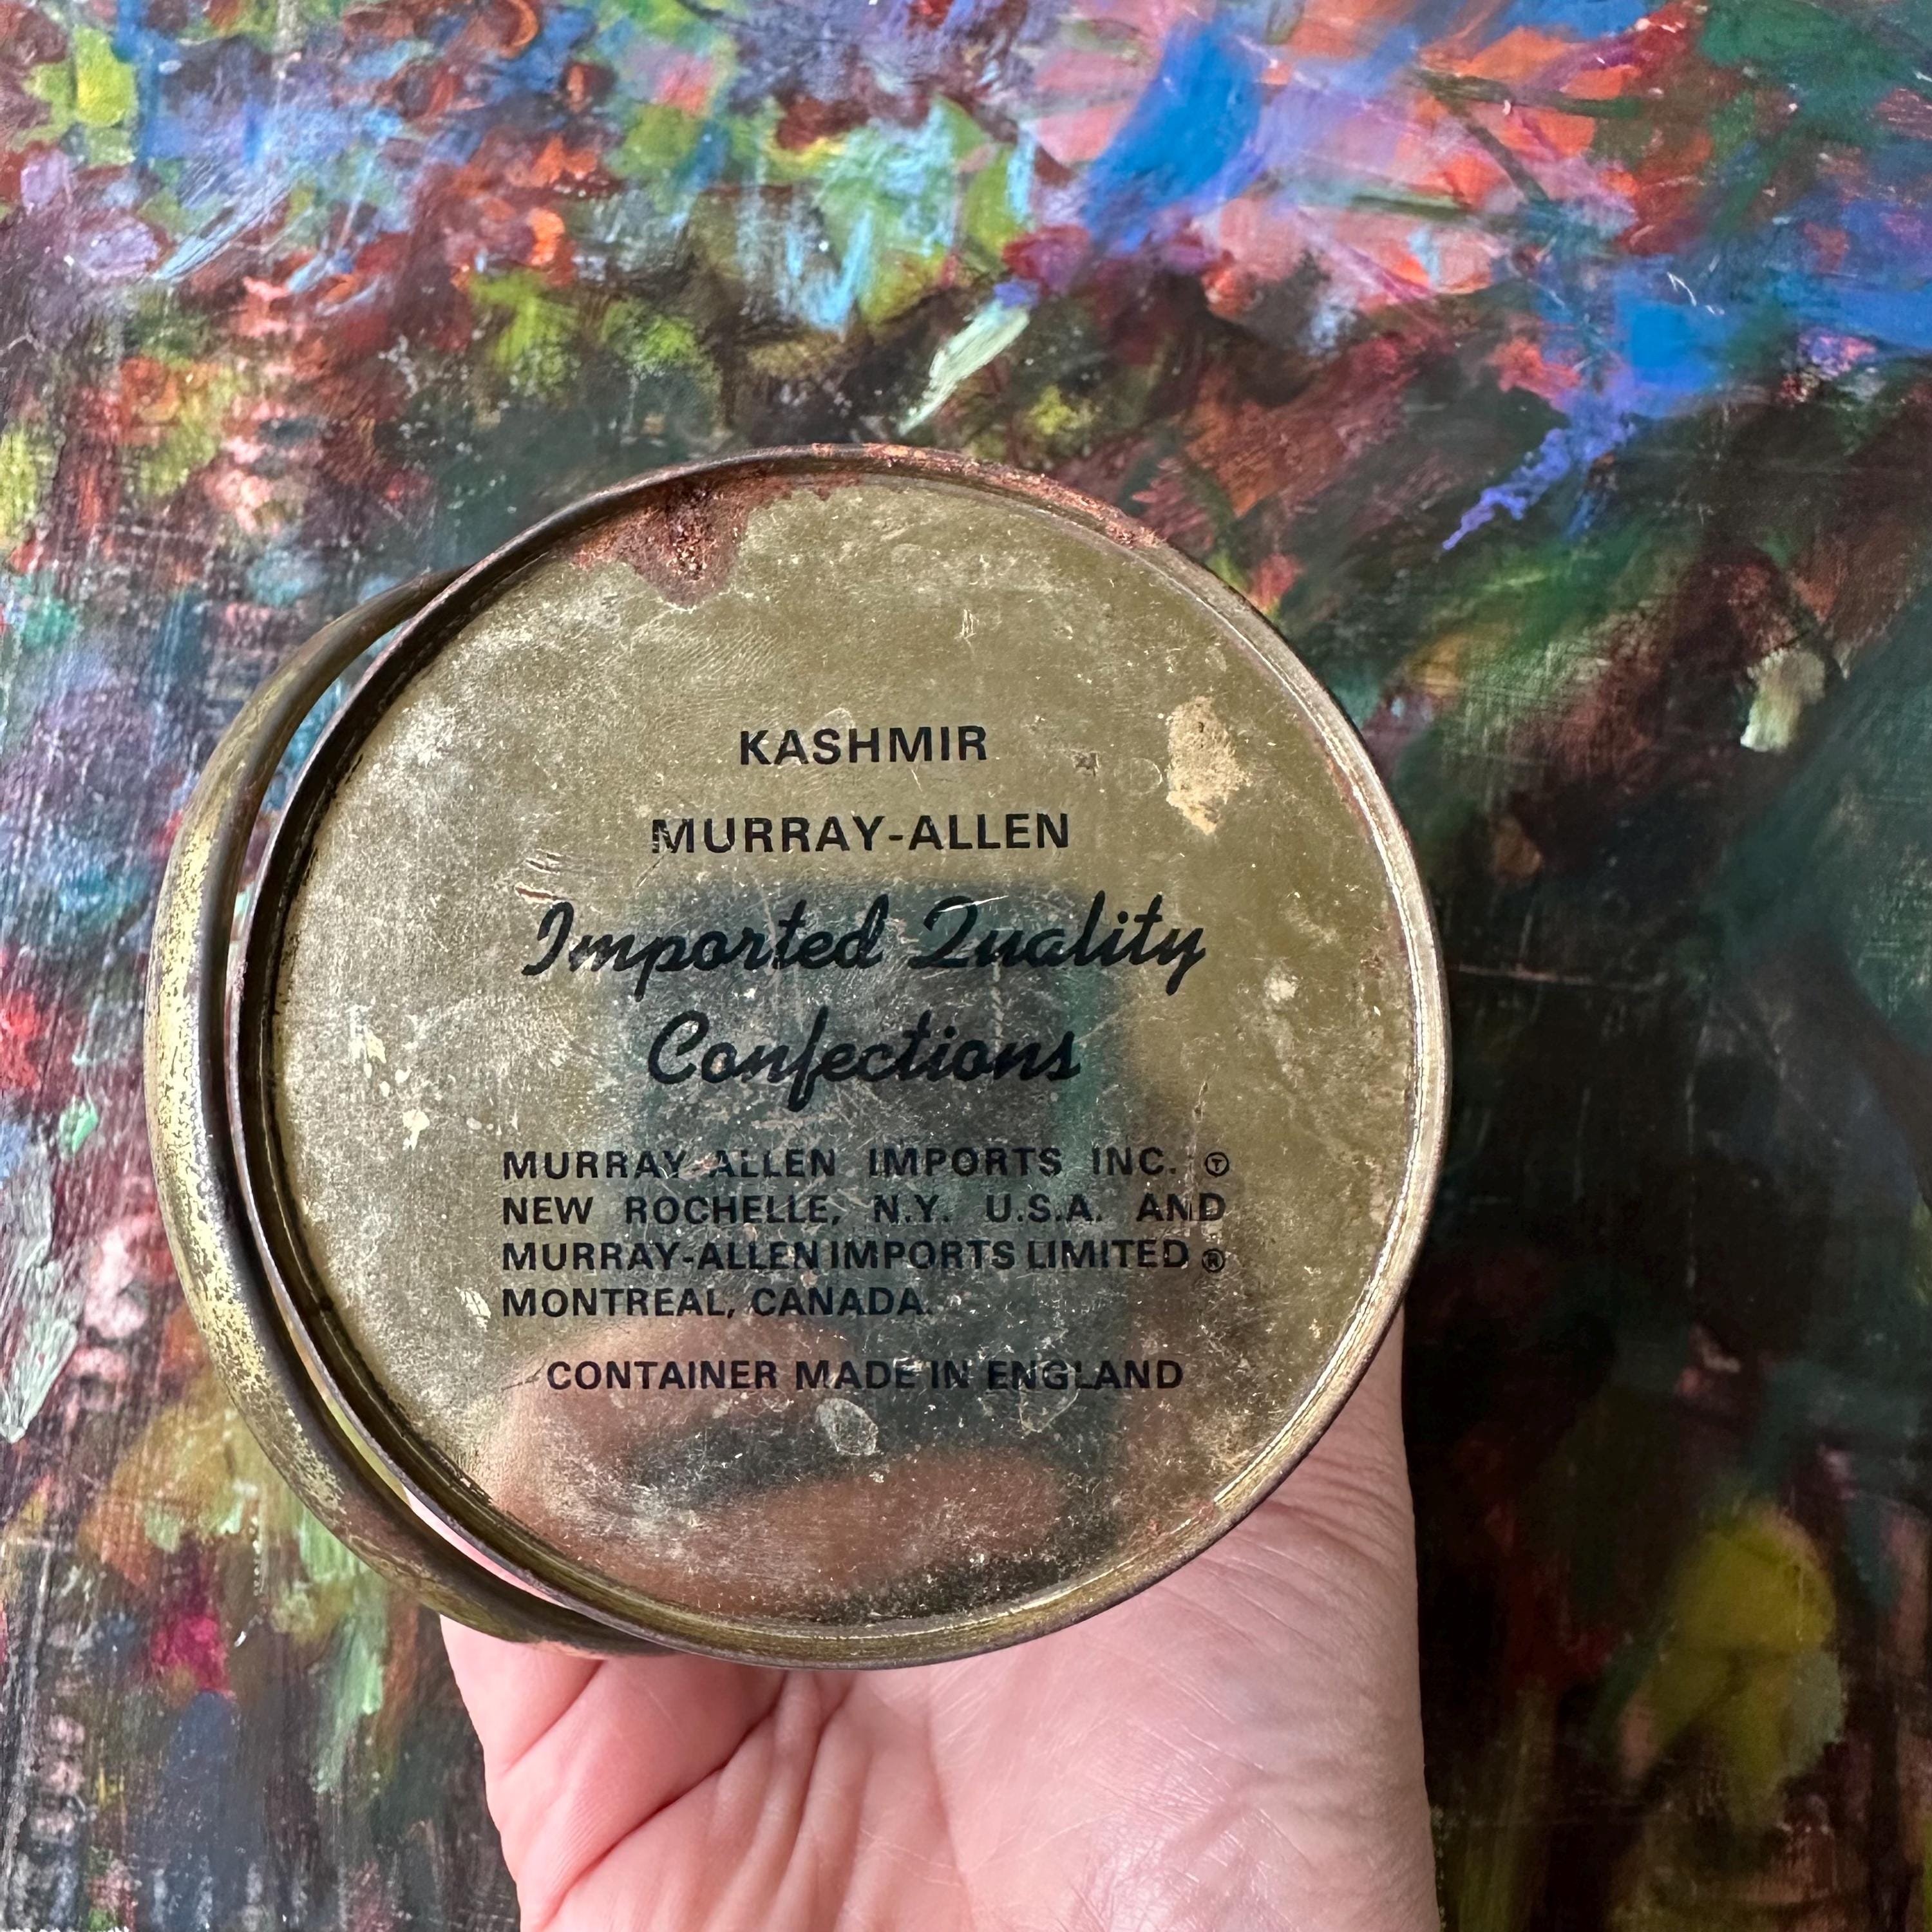 KASHMIR
MURRAY-ALLEN
Imported Quality
Confections
MURRAY-ALLEN IMPORTS INC. Ⓣ
NEW ROCHELLE, N.Y. U.S.A. AND
MURRAY-ALLEN IMPORTS LIMITED ®
MONTREAL, CANADA.
CONTAINER MADE IN ENGLAND